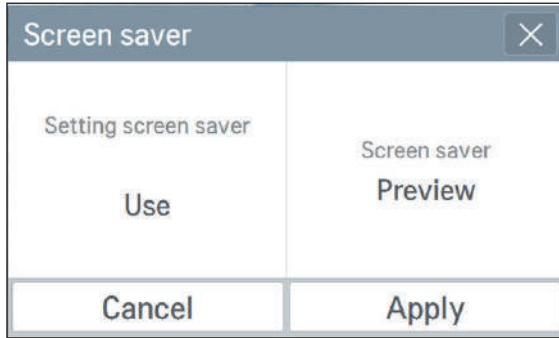 Screen saver
Setting screen saver
Use
Screen saver
Preview
Cancel
Apply